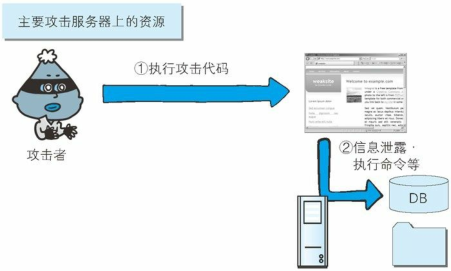 主要攻击服务器上的资源
①执行攻击代码
Welcome to example.com
攻击者
②信息泄露·
执行命令等
DB